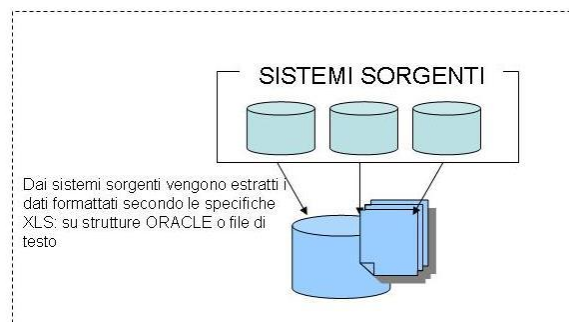 SISTEMI SORGENTI
Dai sistemi sorgenti vengono estratti i
dati formattati secondo le specifiche
XLS: su strutture ORACLE o file di
testo